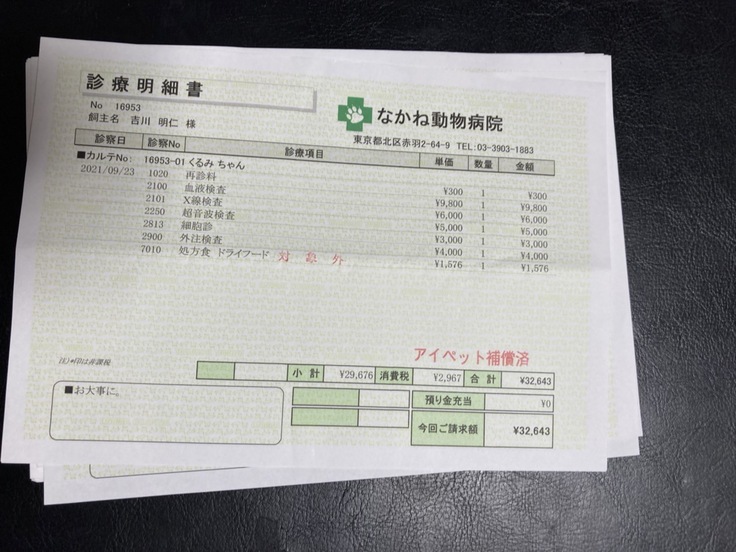 診療明細書
No 16953
飼主名 吉川 明仁 様
なかね動物病院
東京都北区赤羽2-64-9 TEL:03-3903-1883
診察日 診察No 診療項目 単価 数量 金額
■カルテNo: 16953-01 くるみ ちゃん
2021/09/23 1020 再診料 ¥300 1 ¥300
2100 血液検査 ¥9,800 1 ¥9,800
2101 X線検査 ¥6,000 1 ¥6,000
2250 超音波検査 ¥5,000 1 ¥5,000
2813 細胞診 ¥3,000 1 ¥3,000
2900 外注検査 ¥4,000 1 ¥4,000
7010 処方食 ドライフード 対象外 ¥1,576 1 ¥1,576
アイペット補償済
注)*印は非課税
小計 ¥29,676 消費税 ¥2,967 合計 ¥32,643
■お大事に。
預り金充当 ¥0
今回ご請求額 ¥32,643